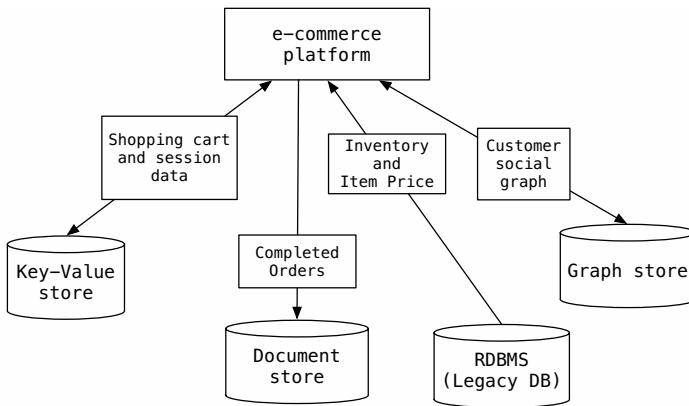 e−commerce
platform
Shopping cart
and session
data
Inventory
and
Item Price
Customer
social
graph
Completed
Orders
Key−Value
store
Graph store
Document
store
RDBMS
(Legacy DB)